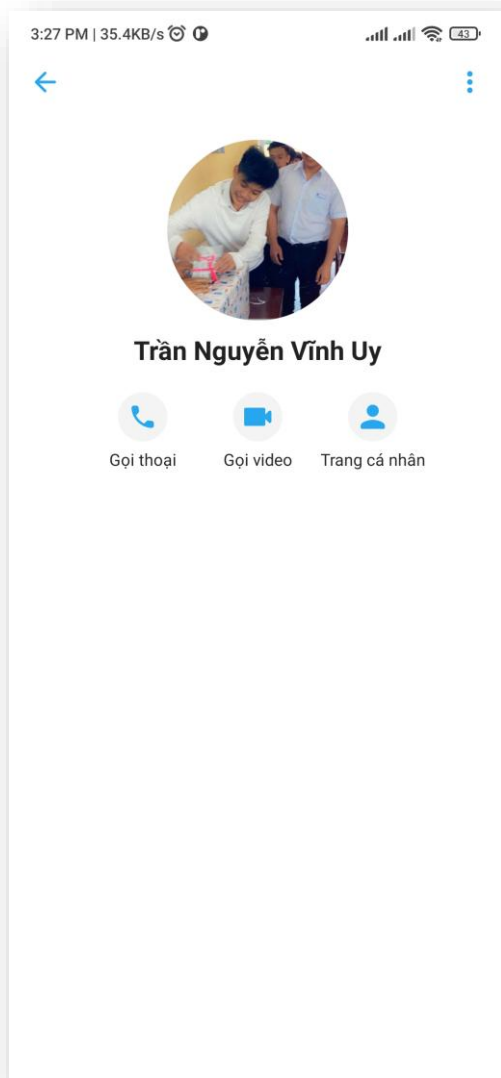 3:27 PM | 35.4KB/s
43
Trần Nguyễn Vĩnh Uy
Gọi thoại Gọi video Trang cá nhân